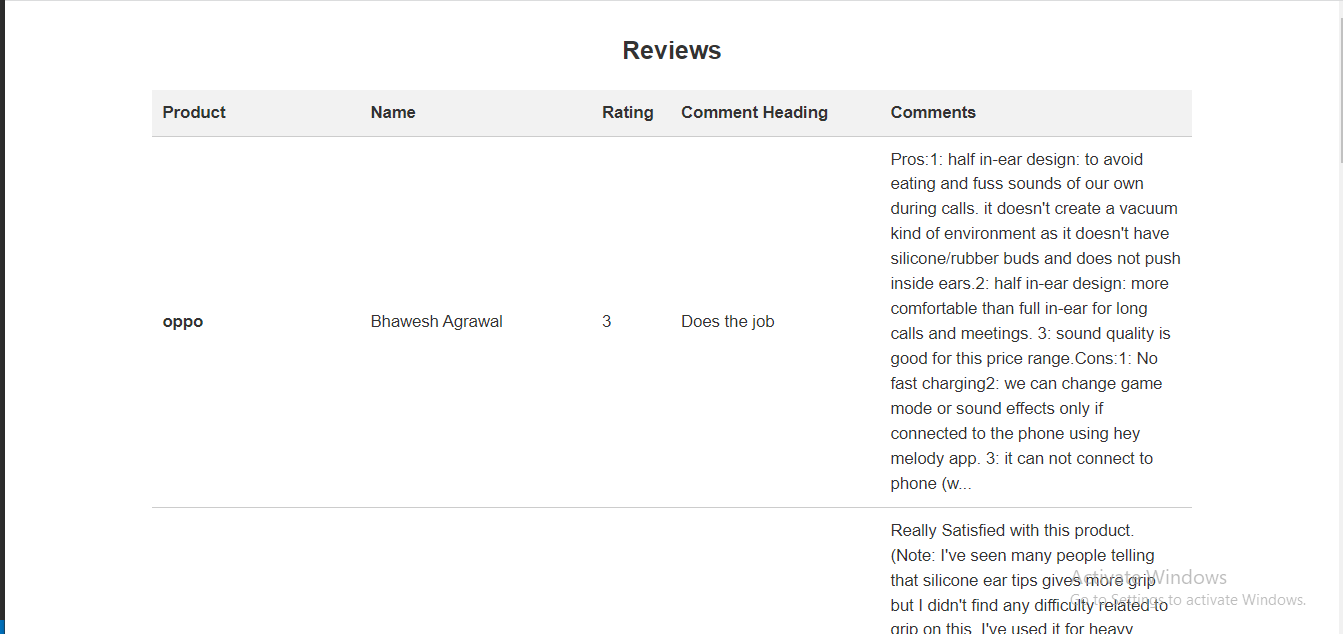 Reviews
Product Name Rating Comment Heading Comments
Pros:1: half in-ear design: to avoid
eating and fuss sounds of our own
during calls. it doesn't create a vacuum
kind of environment as it doesn't have
silicone/rubber buds and does not push
inside ears.2: half in-ear design: more
comfortable than full in-ear for long
oppo Bhawesh Agrawal 3 Does the job
calls and meetings. 3: sound quality is
good for this price range.Cons:1: No
fast charging2: we can change game
mode or sound effects only if
connected to the phone using hey
melody app. 3: it can not connect to
phone (w...
Really Satisfied with this product.
(Note: I've seen many people telling
that silicone ear tips gives more grip
but I didn't find any difficulty related to
grip on this. I've used it for heavy
Activate Windows
Go to Settings to activate Windows.